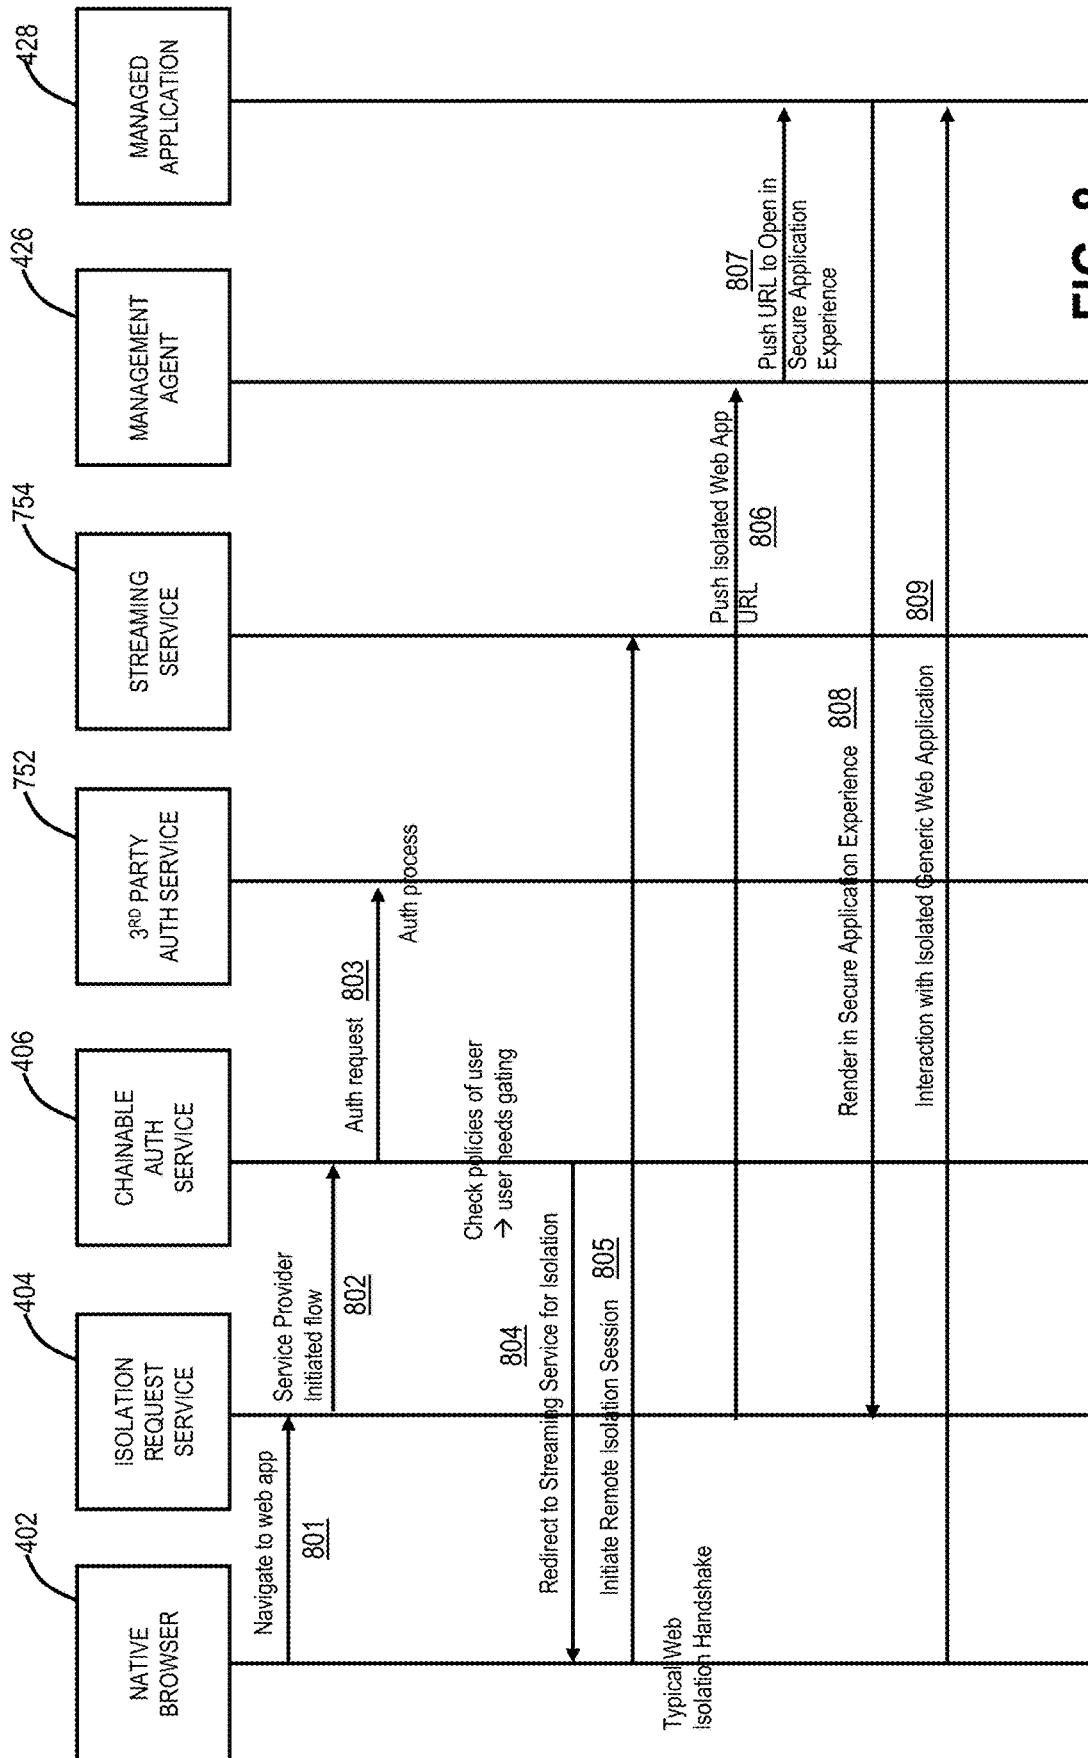 402
404
406
752
754
426
428
NATIVE
BROWSER
ISOLATION
REQUEST
SERVICE
CHAINABLE
AUTH
SERVICE
3RD PARTY
AUTH SERVICE
STREAMING
SERVICE
MANAGEMENT
AGENT
MANAGED
APPLICATION
Navigate to web app
801
Service Provider
Initiated flow
802
Auth request 803
Auth process
Check policies of user
→ user needs gating
804
Redirect to Streaming Service for Isolation
Initiate Remote Isolation Session 805
Typical Web
Isolation Handshake
Push Isolated Web App
URL
806
807
Push URL to Open in
Secure Application
Experience
Render in Secure Application Experience 808
Interaction with Isolated Generic Web Application 809